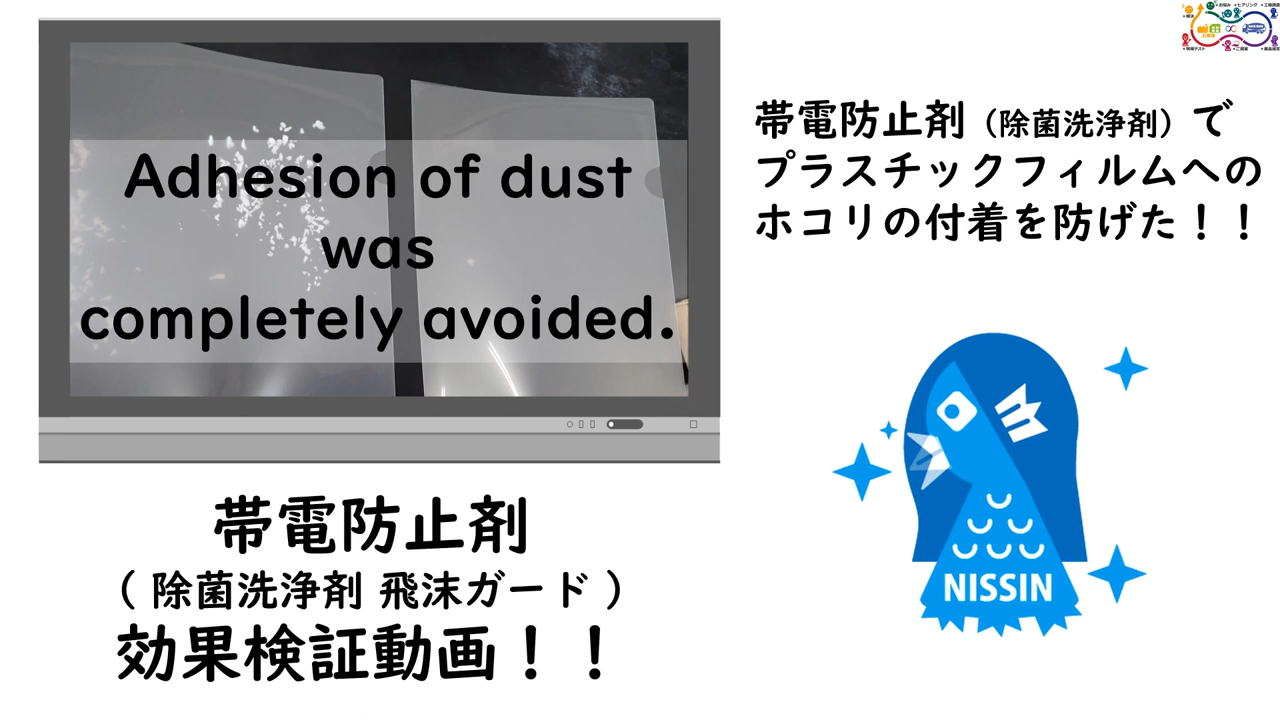 Adhesion of dust
was
completely avoided.
帯電防止剤（除菌洗浄剤）で
プラスチックフィルムへの
ホコリの付着を防げた！！
NISSIN
帯電防止剤
（ 除菌洗浄剤 飛沫ガード ）
効果検証動画！！